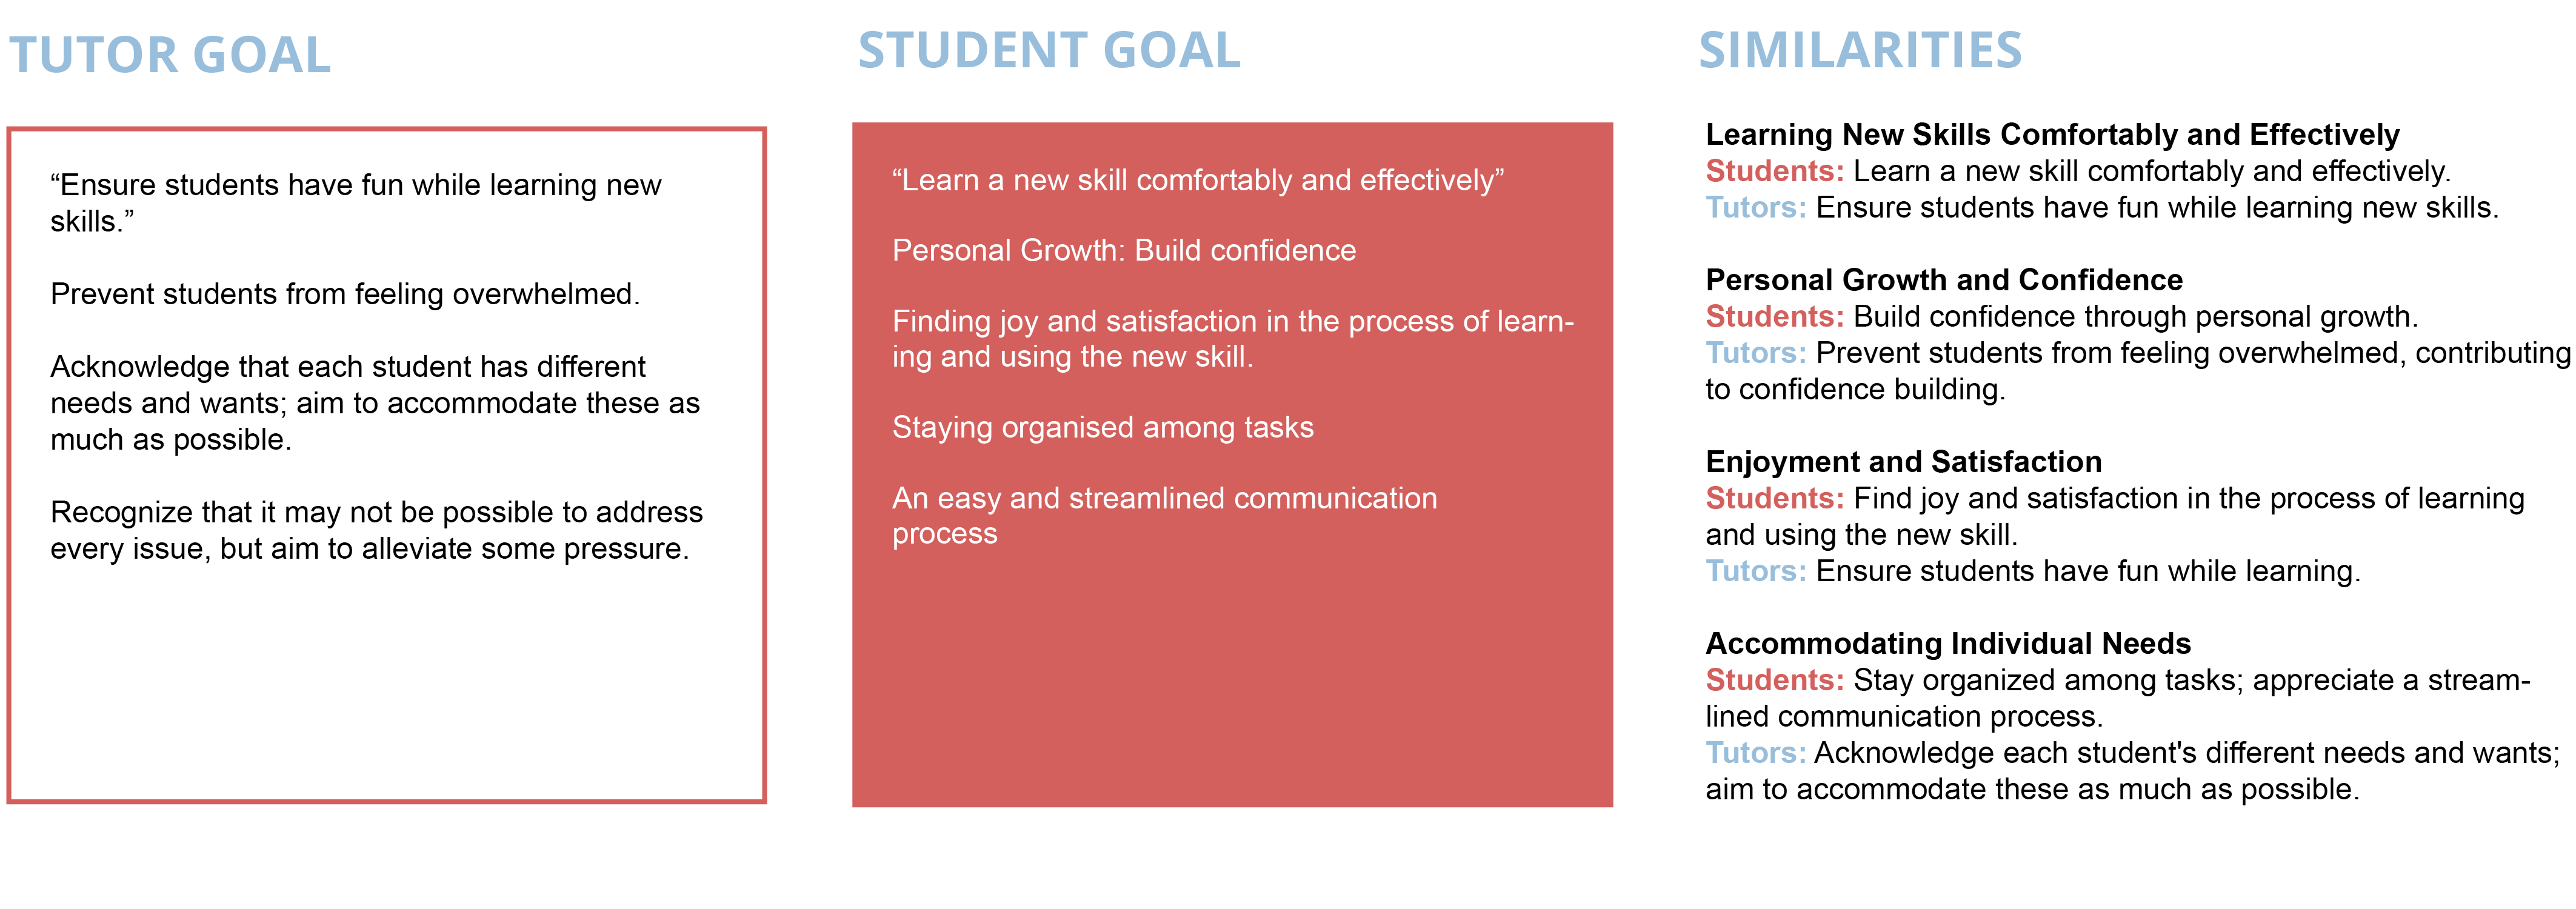 TUTOR GOAL
“Ensure students have fun while learning new
skills.”
Prevent students from feeling overwhelmed.
Acknowledge that each student has different
needs and wants; aim to accommodate these as
much as possible.
Recognize that it may not be possible to address
every issue, but aim to alleviate some pressure.
STUDENT GOAL
“Learn a new skill comfortably and effectively”
Personal Growth: Build confidence
Finding joy and satisfaction in the process of learn-
ing and using the new skill.
Staying organised among tasks
An easy and streamlined communication
process
SIMILARITIES
Learning New Skills Comfortably and Effectively
Students: Learn a new skill comfortably and effectively.
Tutors: Ensure students have fun while learning new skills.
Personal Growth and Confidence
Students: Build confidence through personal growth.
Tutors: Prevent students from feeling overwhelmed, contributing
to confidence building.
Enjoyment and Satisfaction
Students: Find joy and satisfaction in the process of learning
and using the new skill.
Tutors: Ensure students have fun while learning.
Accommodating Individual Needs
Students: Stay organized among tasks; appreciate a stream-
lined communication process.
Tutors: Acknowledge each student's different needs and wants;
aim to accommodate these as much as possible.